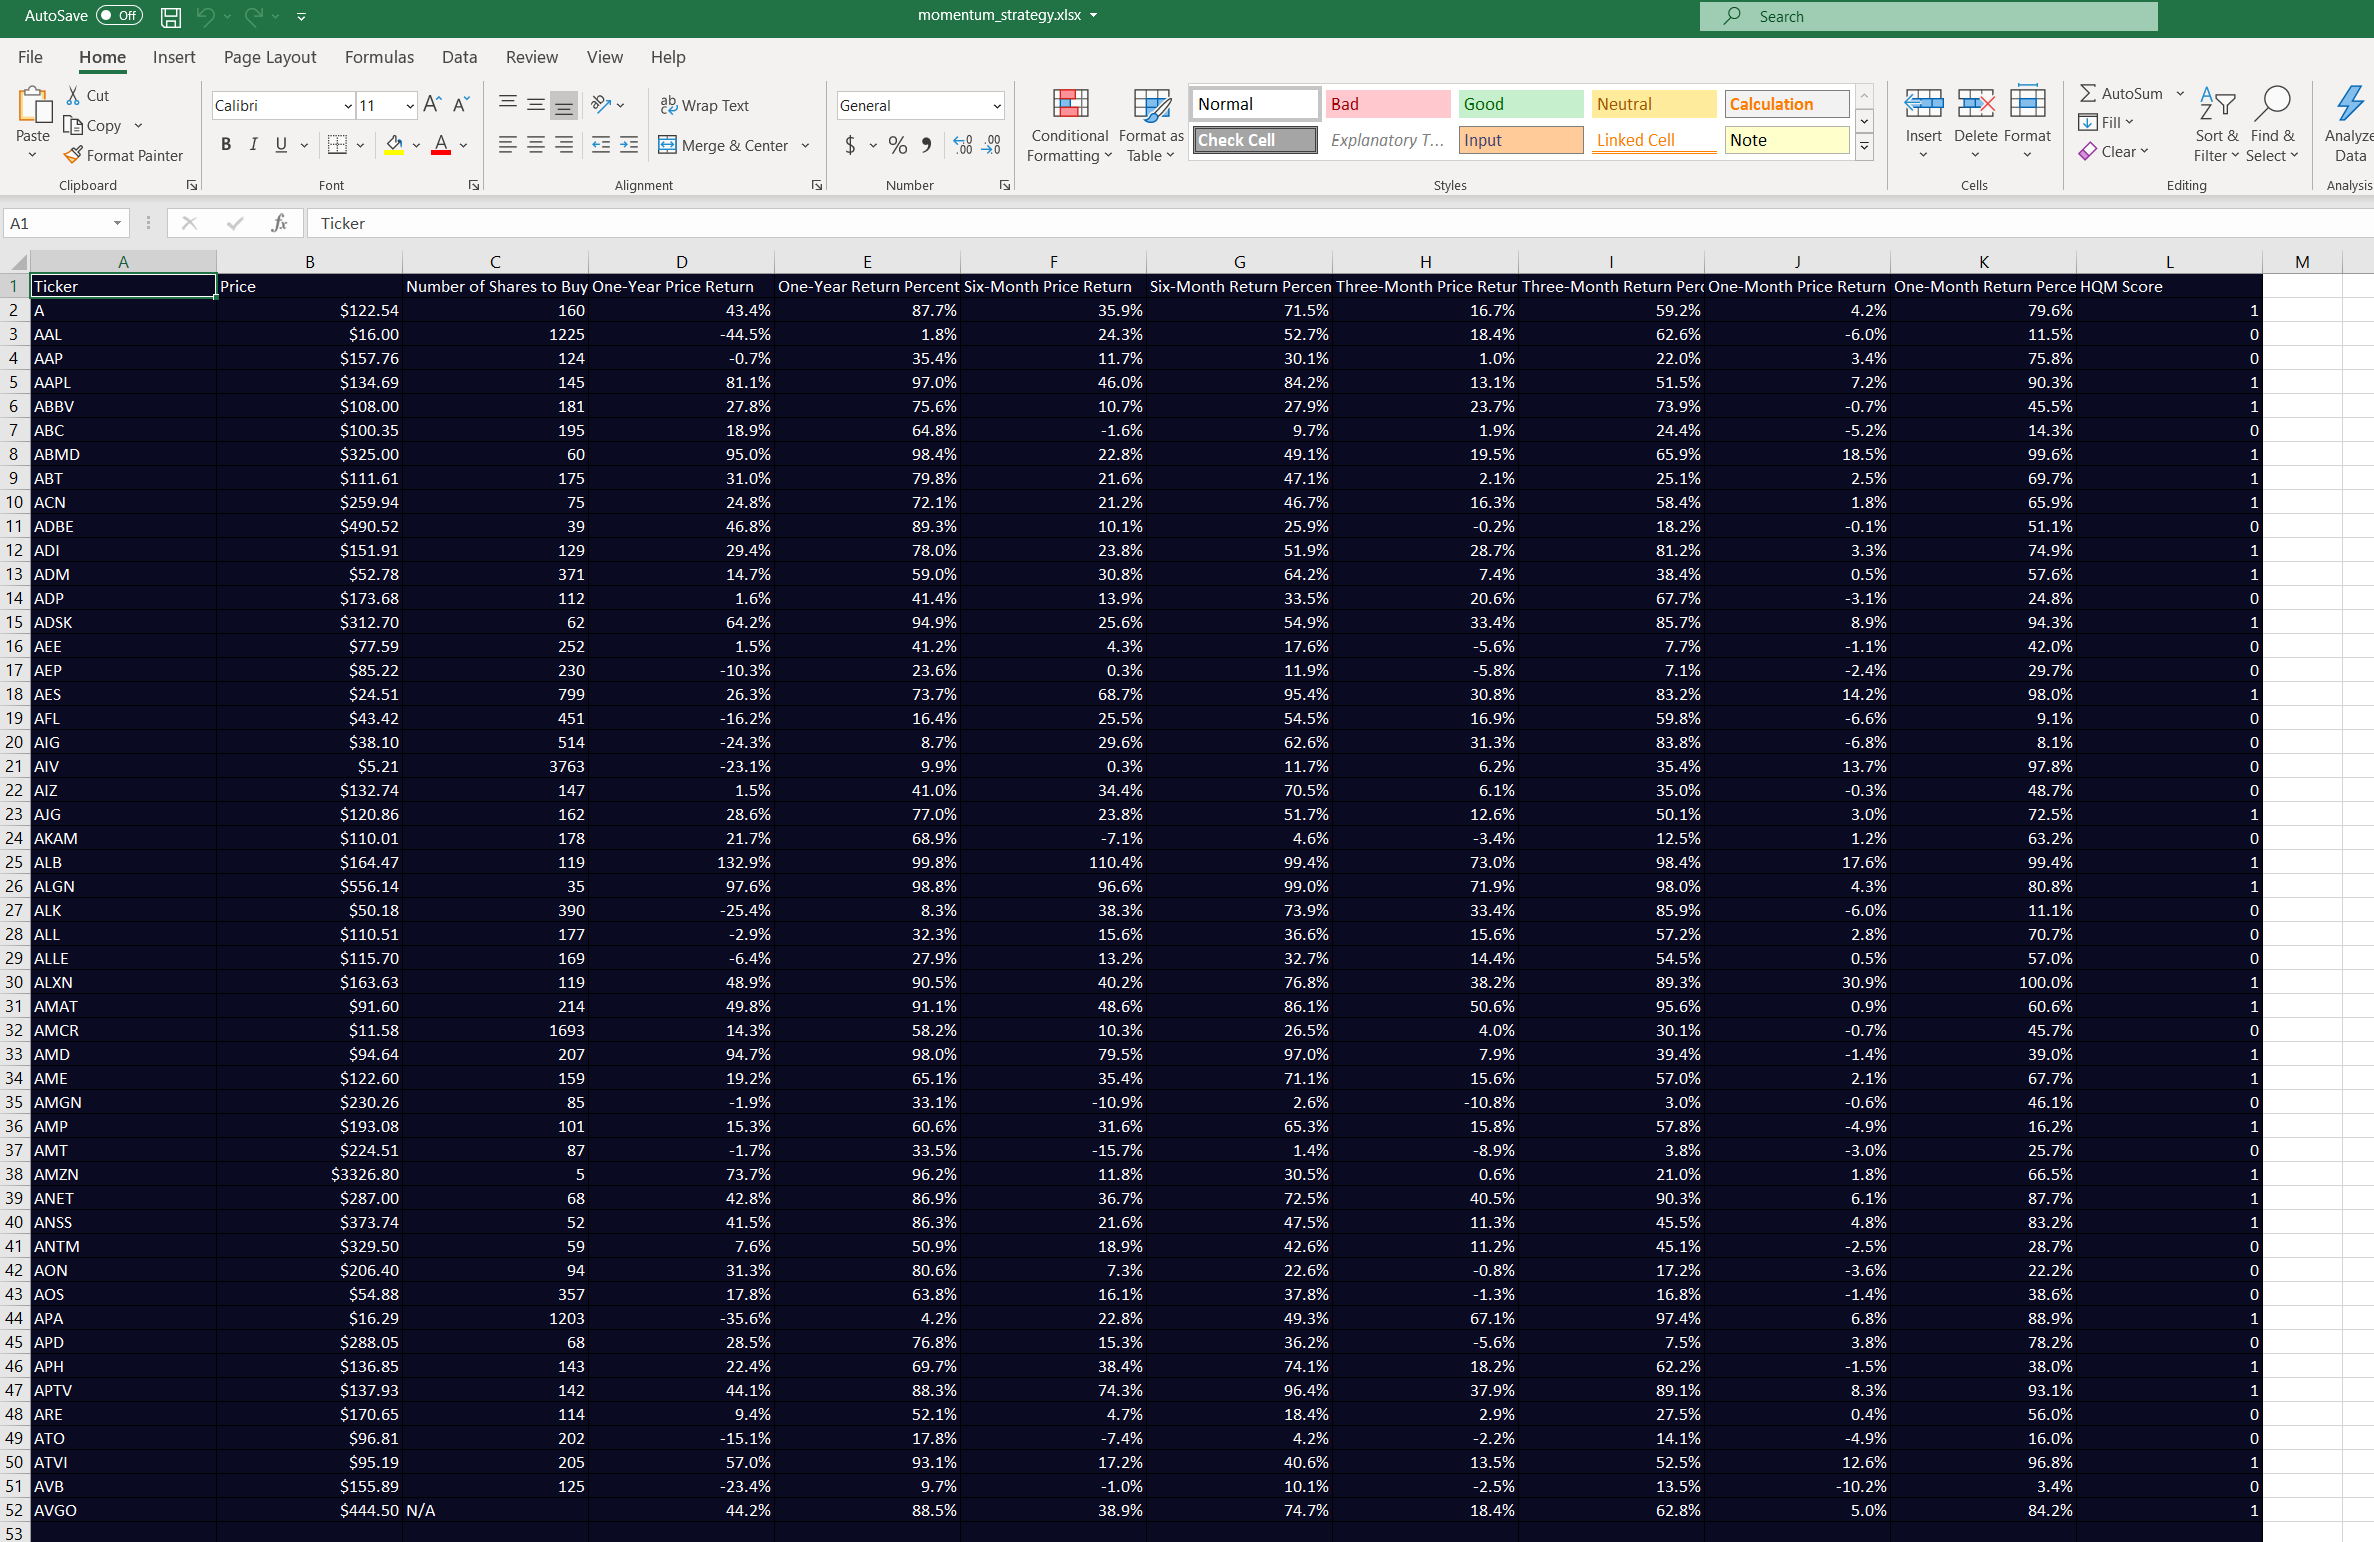 AutoSave Off momentum_strategy.xlsx Search
File Home Insert Page Layout Formulas Data Review View Help
Paste Cut Copy Format Painter Clipboard
Calibri 11 B I U A Font
Wrap Text Merge & Center Alignment
General $ % Number
Conditional Formatting Format as Table
Normal Bad Good Neutral Calculation
Check Cell Explanatory T... Input Linked Cell Note
Styles
Insert Delete Format Cells
AutoSum Fill Clear Sort & Filter Find & Select Editing
Analyze Data Analysis
A1 fx Ticker
A B C D E F G H I J K L M
1 Ticker Price Number of Shares to Buy One-Year Price Return One-Year Return Percent Six-Month Price Return Six-Month Return Percen Three-Month Price Retur Three-Month Return Perc One-Month Price Return One-Month Return Perce HQM Score
2 A $122.54 160 43.4% 87.7% 35.9% 71.5% 16.7% 59.2% 4.2% 79.6% 1
3 AAL $16.00 1225 -44.5% 1.8% 24.3% 52.7% 18.4% 62.6% -6.0% 11.5% 0
4 AAP $157.76 124 -0.7% 35.4% 11.7% 30.1% 1.0% 22.0% 3.4% 75.8% 0
5 AAPL $134.69 145 81.1% 97.0% 46.0% 84.2% 13.1% 51.5% 7.2% 90.3% 1
6 ABBV $108.00 181 27.8% 75.6% 10.7% 27.9% 23.7% 73.9% -0.7% 45.5% 1
7 ABC $100.35 195 18.9% 64.8% -1.6% 9.7% 1.9% 24.4% -5.2% 14.3% 0
8 ABMD $325.00 60 95.0% 98.4% 22.8% 49.1% 19.5% 65.9% 18.5% 99.6% 1
9 ABT $111.61 175 31.0% 79.8% 21.6% 47.1% 2.1% 25.1% 2.5% 69.7% 1
10 ACN $259.94 75 24.8% 72.1% 21.2% 46.7% 16.3% 58.4% 1.8% 65.9% 1
11 ADBE $490.52 39 46.8% 89.3% 10.1% 25.9% -0.2% 18.2% -0.1% 51.1% 0
12 ADI $151.91 129 29.4% 78.0% 23.8% 51.9% 28.7% 81.2% 3.3% 74.9% 1
13 ADM $52.78 371 14.7% 59.0% 30.8% 64.2% 7.4% 38.4% 0.5% 57.6% 1
14 ADP $173.68 112 1.6% 41.4% 13.9% 33.5% 20.6% 67.7% -3.1% 24.8% 0
15 ADSK $312.70 62 64.2% 94.9% 25.6% 54.9% 33.4% 85.7% 8.9% 94.3% 1
16 AEE $77.59 252 1.5% 41.2% 4.3% 17.6% -5.6% 7.7% -1.1% 42.0% 0
17 AEP $85.22 230 -10.3% 23.6% 0.3% 11.9% -5.8% 7.1% -2.4% 29.7% 0
18 AES $24.51 799 26.3% 73.7% 68.7% 95.4% 30.8% 83.2% 14.2% 98.0% 1
19 AFL $43.42 451 -16.2% 16.4% 25.5% 54.5% 16.9% 59.8% -6.6% 9.1% 0
20 AIG $38.10 514 -24.3% 8.7% 29.6% 62.6% 31.3% 83.8% -6.8% 8.1% 0
21 AIV $5.21 3763 -23.1% 9.9% 0.3% 11.7% 6.2% 35.4% 13.7% 97.8% 0
22 AIZ $132.74 147 1.5% 41.0% 34.4% 70.5% 6.1% 35.0% -0.3% 48.7% 0
23 AJG $120.86 162 28.6% 77.0% 23.8% 51.7% 12.6% 50.1% 3.0% 72.5% 1
24 AKAM $110.01 178 21.7% 68.9% -7.1% 4.6% -3.4% 12.5% 1.2% 63.2% 0
25 ALB $164.47 119 132.9% 99.8% 110.4% 99.4% 73.0% 98.4% 17.6% 99.4% 1
26 ALGN $556.14 35 97.6% 98.8% 96.6% 99.0% 71.9% 98.0% 4.3% 80.8% 1
27 ALK $50.18 390 -25.4% 8.3% 38.3% 73.9% 33.4% 85.9% -6.0% 11.1% 0
28 ALL $110.51 177 -2.9% 32.3% 15.6% 36.6% 15.6% 57.2% 2.8% 70.7% 0
29 ALLE $115.70 169 -6.4% 27.9% 13.2% 32.7% 14.4% 54.5% 0.5% 57.0% 0
30 ALXN $163.63 119 48.9% 90.5% 40.2% 76.8% 38.2% 89.3% 30.9% 100.0% 1
31 AMAT $91.60 214 49.8% 91.1% 48.6% 86.1% 50.6% 95.6% 0.9% 60.6% 1
32 AMCR $11.58 1693 14.3% 58.2% 10.3% 26.5% 4.0% 30.1% -0.7% 45.7% 0
33 AMD $94.64 207 94.7% 98.0% 79.5% 97.0% 7.9% 39.4% -1.4% 39.0% 1
34 AME $122.60 159 19.2% 65.1% 35.4% 71.1% 15.6% 57.0% 2.1% 67.7% 1
35 AMGN $230.26 85 -1.9% 33.1% -10.9% 2.6% -10.8% 3.0% -0.6% 46.1% 0
36 AMP $193.08 101 15.3% 60.6% 31.6% 65.3% 15.8% 57.8% -4.9% 16.2% 1
37 AMT $224.51 87 -1.7% 33.5% -15.7% 1.4% -8.9% 3.8% -3.0% 25.7% 0
38 AMZN $3326.80 5 73.7% 96.2% 11.8% 30.5% 0.6% 21.0% 1.8% 66.5% 1
39 ANET $287.00 68 42.8% 86.9% 36.7% 72.5% 40.5% 90.3% 6.1% 87.7% 1
40 ANSS $373.74 52 41.5% 86.3% 21.6% 47.5% 11.3% 45.5% 4.8% 83.2% 1
41 ANTM $329.50 59 7.6% 50.9% 18.9% 42.6% 11.2% 45.1% -2.5% 28.7% 0
42 AON $206.40 94 31.3% 80.6% 7.3% 22.6% -0.8% 17.2% -3.6% 22.2% 0
43 AOS $54.88 357 17.8% 63.8% 16.1% 37.8% -1.3% 16.8% -1.4% 38.6% 0
44 APA $16.29 1203 -35.6% 4.2% 22.8% 49.3% 67.1% 97.4% 6.8% 88.9% 1
45 APD $288.05 68 28.5% 76.8% 15.3% 36.2% -5.6% 7.5% 3.8% 78.2% 0
46 APH $136.85 143 22.4% 69.7% 38.4% 74.1% 18.2% 62.2% -1.5% 38.0% 1
47 APTV $137.93 142 44.1% 88.3% 74.3% 96.4% 37.9% 89.1% 8.3% 93.1% 1
48 ARE $170.65 114 9.4% 52.1% 4.7% 18.4% 2.9% 27.5% 0.4% 56.0% 0
49 ATO $96.81 202 -15.1% 17.8% -7.4% 4.2% -2.2% 14.1% -4.9% 16.0% 0
50 ATVI $95.19 205 57.0% 93.1% 17.2% 40.6% 13.5% 52.5% 12.6% 96.8% 1
51 AVB $155.89 125 -23.4% 9.7% -1.0% 10.1% -2.5% 13.5% -10.2% 3.4% 0
52 AVGO $444.50 N/A 44.2% 88.5% 38.9% 74.7% 18.4% 62.8% 5.0% 84.2% 1
53